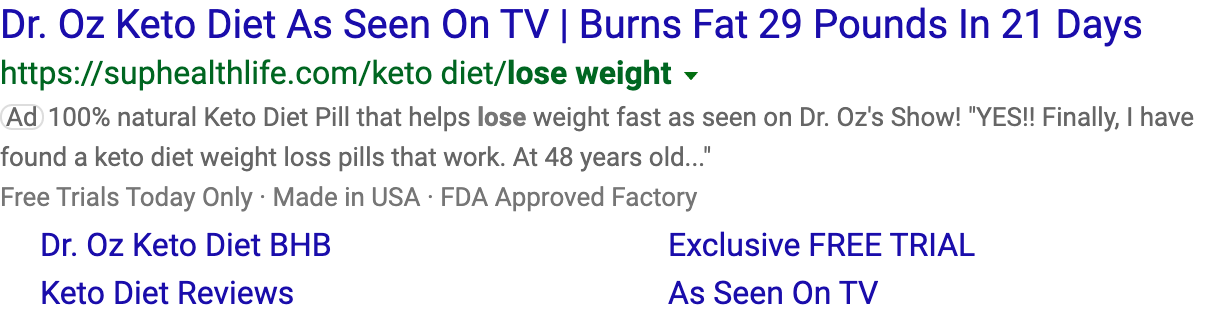 Dr. Oz Keto Diet As Seen On TV | Burns Fat 29 Pounds In 21 Days
https://suphealthlife.com/keto diet/lose weight
Ad 100% natural Keto Diet Pill that helps lose weight fast as seen on Dr. Oz's Show! "YES!! Finally, I have
found a keto diet weight loss pills that work. At 48 years old..."
Free Trials Today Only · Made in USA · FDA Approved Factory
Dr. Oz Keto Diet BHB
Exclusive FREE TRIAL
Keto Diet Reviews
As Seen On TV